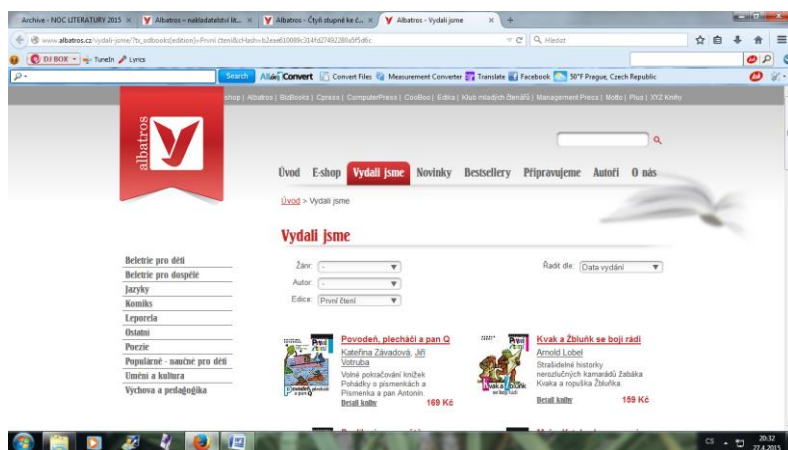 Archive - NOC LITERATURY 2015
Albatros – nakladatelství lit...
Albatros - Čtyři stupně ke č...
Albatros - Vydali jsme
www.albatros.cz/vydali-jsme/?tx_odbooks[edition]=První čtení&cHash=b2eae610089c314fd27492280a5f5d6c
Hledat
DJ BOX
TuneIn
Lyrics
Search
Convert
Convert Files
Measurement Converter
Translate
Facebook
50°F Prague, Czech Republic
shop | Albatros | BizBooks | Cpress | ComputerPress | CooBoo | Edika | Klub mladých čtenářů | Management Press | Motto | Plus | XYZ Knihy
albatros
Úvod E-shop Vydali jsme Novinky Bestsellery Připravujeme Autoři O nás
Úvod > Vydali jsme
Vydali jsme
Beletrie pro děti
Beletrie pro dospělé
Jazyky
Komiks
Leporela
Ostatní
Poezie
Populárně - naučné pro děti
Umění a kultura
Výchova a pedagogika
Žánr: -
Autor: -
Edice: První čtení
Řadit dle: Data vydání
Povodeň, plecháči a pan Q
Kateřina Závadová, Jiří
Votruba
Volné pokračování knížek
Pohádky o písmenkách a
Písmenka a pan Antonín.
Detail knihy 169 Kč
Kvak a Žbluňk se bojí rádi
Arnold Lobel
Strašidelné historky
nerozlučných kamarádů žabáka
Kvaka a ropušáka Žbluňka.
Detail knihy 159 Kč
CS
20:32
27.4.2015